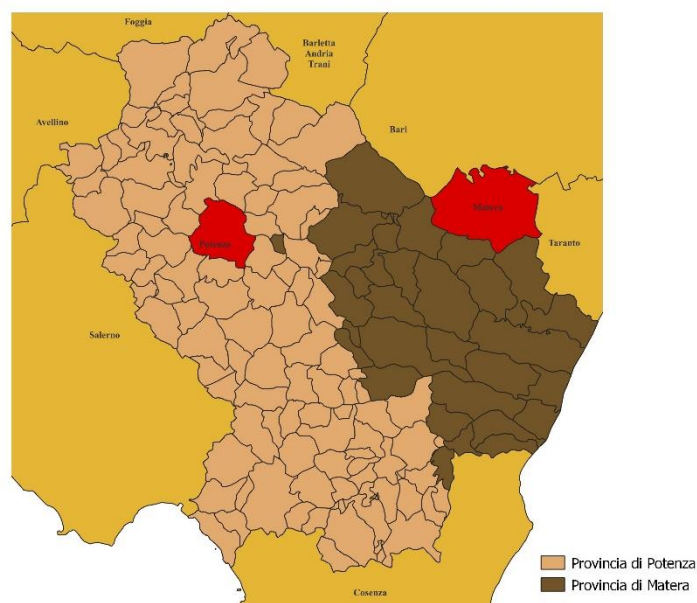 Foggia
Barletta
Andria
Trani
Avellino
Bari
Matera
Potenza
Taranto
Salerno
Cosenza
Provincia di Potenza
Provincia di Matera